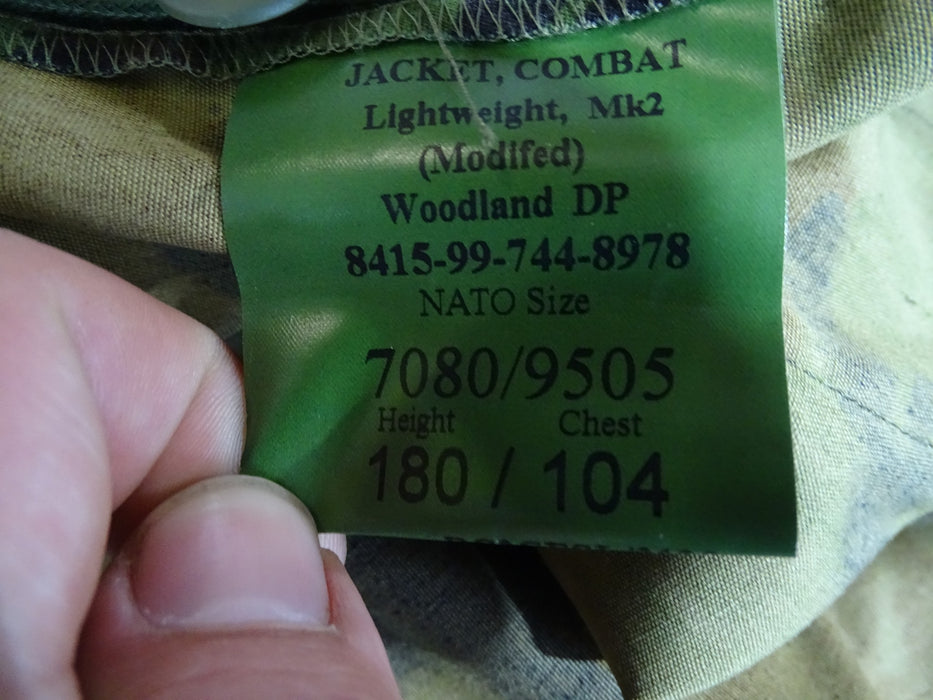 JACKET, COMBAT
Lightweight, Mk2
(Modifed)
Woodland DP
8415-99-744-8978
NATO Size
7080/9505
Height Chest
180 / 104